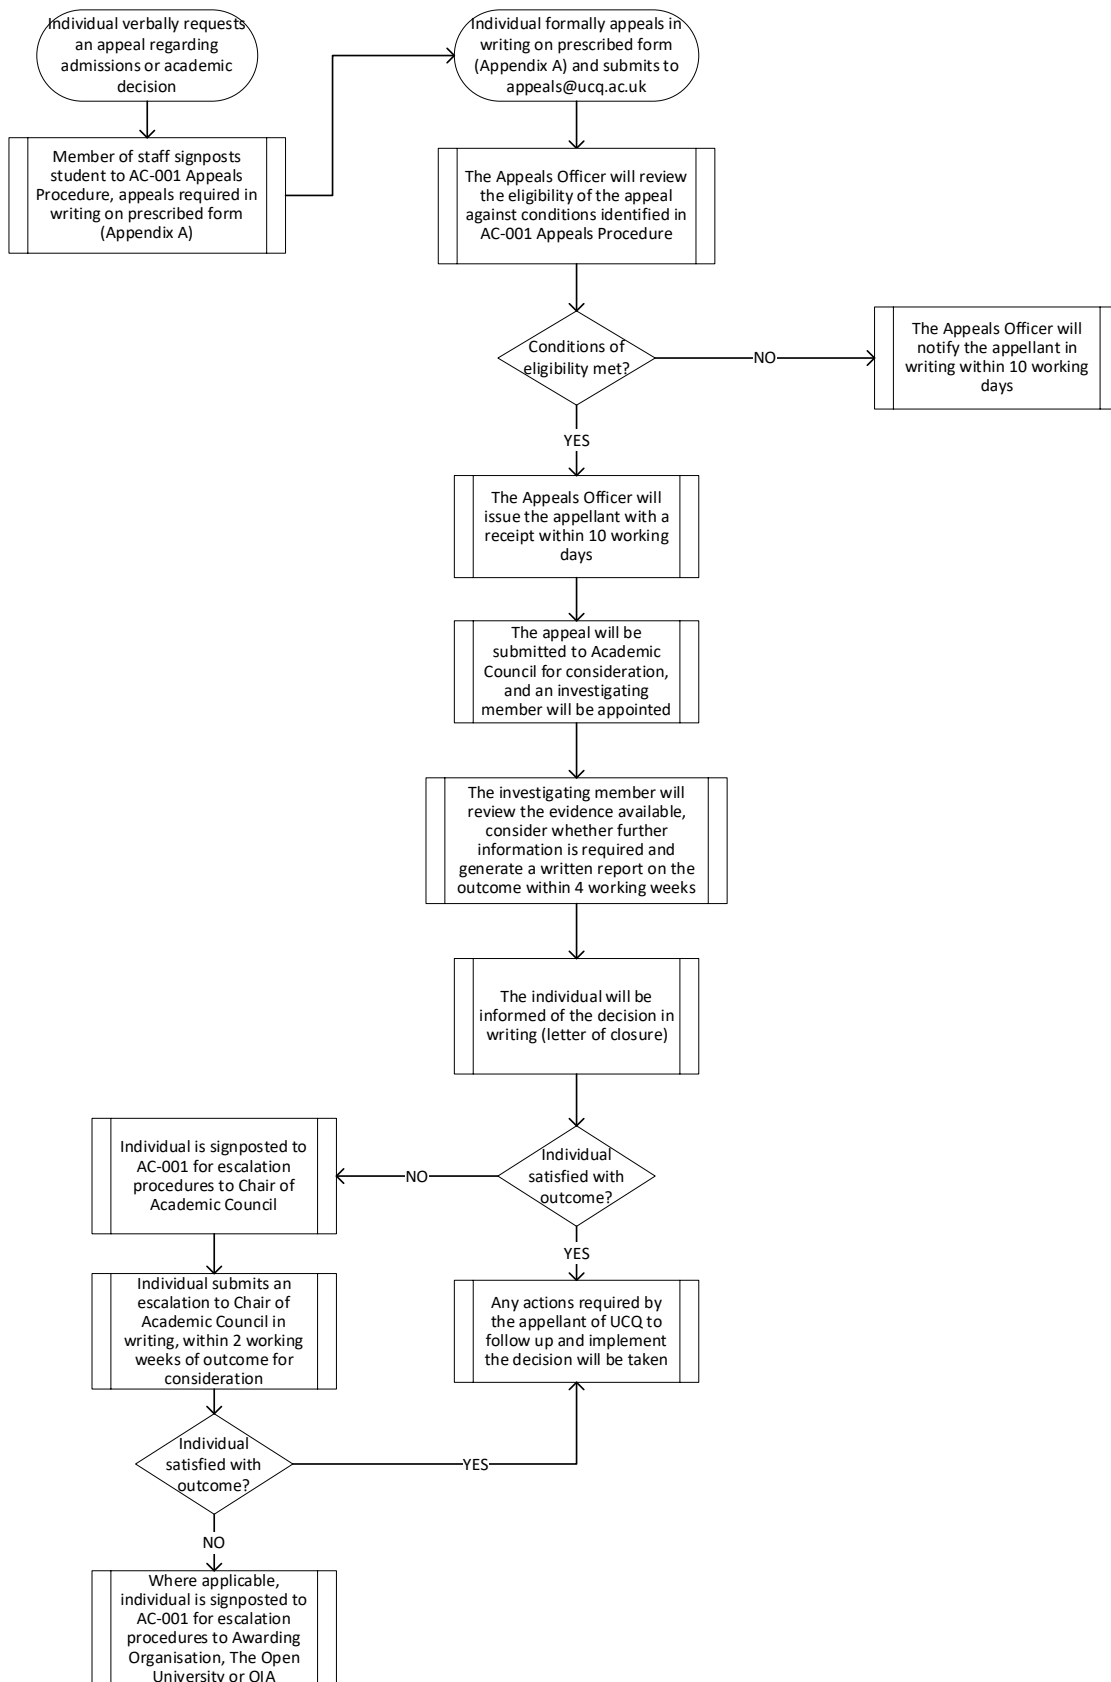 Individual verbally requests
an appeal regarding
admissions or academic
decision
Individual formally appeals in
writing on prescribed form
(Appendix A) and submits to
appeals@ucq.ac.uk
Member of staff signposts
student to AC-001 Appeals
Procedure, appeals required in
writing on prescribed form
(Appendix A)
The Appeals Officer will review
the eligibility of the appeal
against conditions identified in
AC-001 Appeals Procedure
Conditions of
eligibility met?
NO
The Appeals Officer will
notify the appellant in
writing within 10 working
days
YES
The Appeals Officer will
issue the appellant with a
receipt within 10 working
days
The appeal will be
submitted to Academic
Council for consideration,
and an investigating
member will be appointed
The investigating member will
review the evidence available,
consider whether further
information is required and
generate a written report on the
outcome within 4 working weeks
The individual will be
informed of the decision in
writing (letter of closure)
Individual
satisfied with
outcome?
NO
Individual is signposted to
AC-001 for escalation
procedures to Chair of
Academic Council
YES
Individual submits an
escalation to Chair of
Academic Council in
writing, within 2 working
weeks of outcome for
consideration
Any actions required by
the appellant of UCQ to
follow up and implement
the decision will be taken
Individual
satisfied with
outcome?
YES
NO
Where applicable,
individual is signposted to
AC-001 for escalation
procedures to Awarding
Organisation, The Open
University or OIA